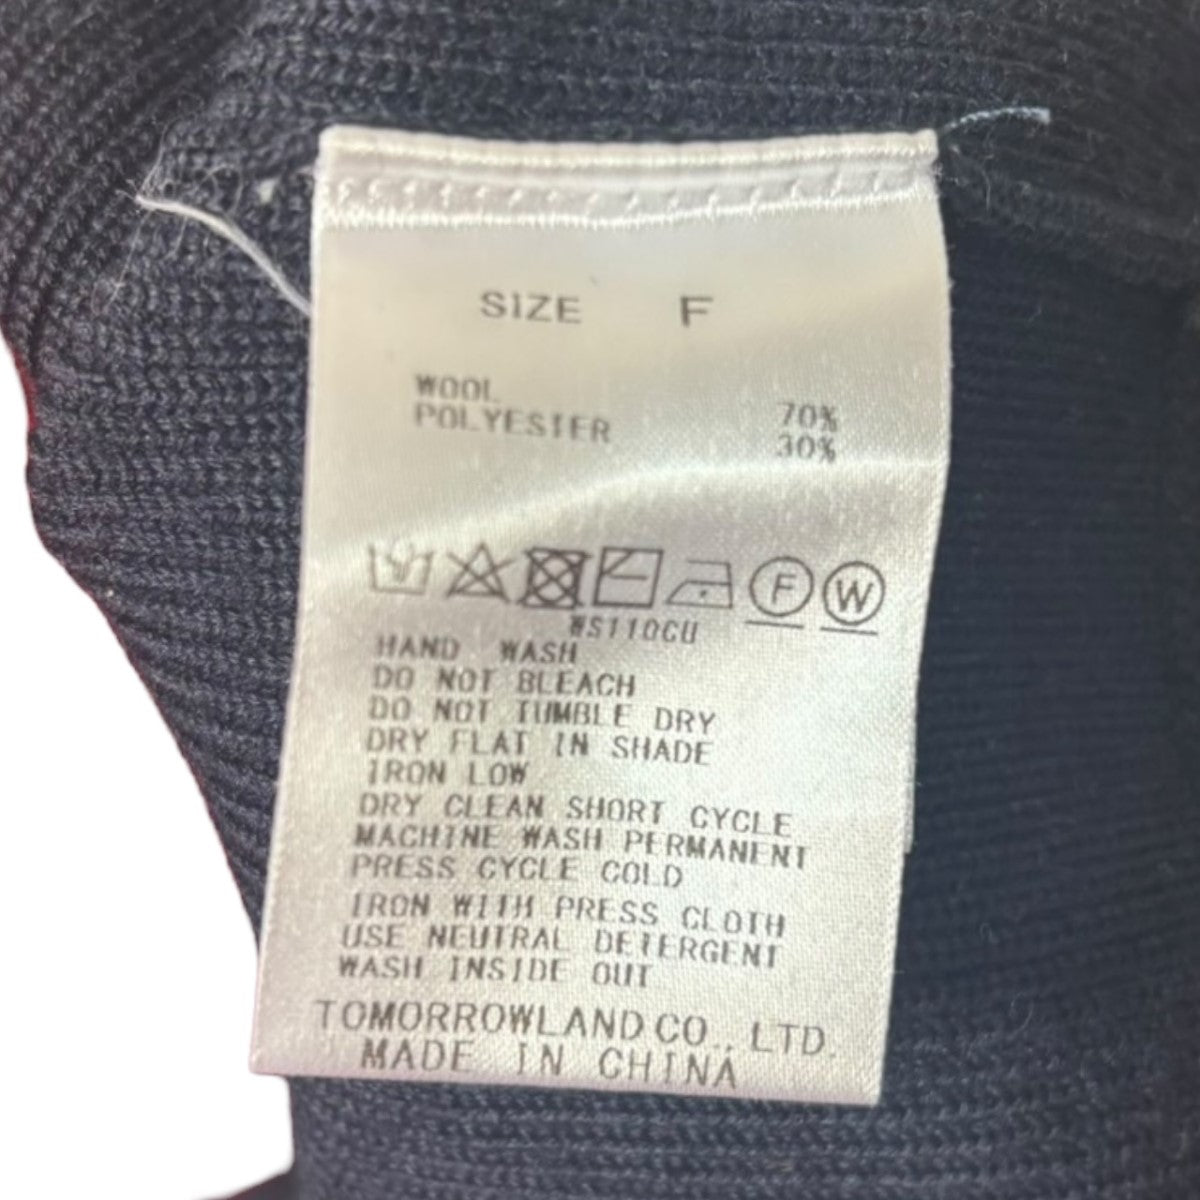 SIZE F
WOOL 70%
POLYESTER 30%
F W
WS110CU
HAND WASH
DO NOT BLEACH
DO NOT TUMBLE DRY
DRY FLAT IN SHADE
IRON LOW
DRY CLEAN SHORT CYCLE
MACHINE WASH PERMANENT
PRESS CYCLE COLD
IRON WITH PRESS CLOTH
USE NEUTRAL DETERGENT
WASH INSIDE OUT
TOMORROWLAND CO., LTD.
MADE IN CHINA